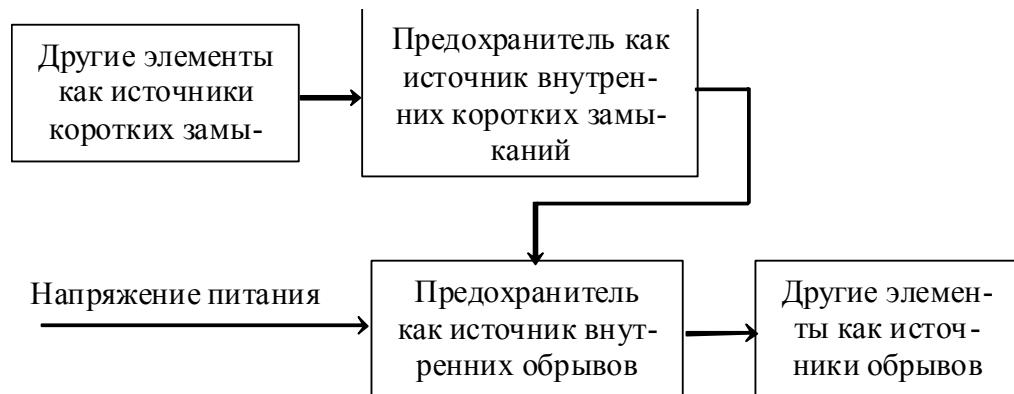 Другие элементы
как источники
коротких замы-
Предохранитель как
источник внутрен-
них коротких замы-
каний
Напряжение питания
Предохранитель
как источник внут-
ренних обрывов
Другие элемен-
ты как источ-
ники обрывов